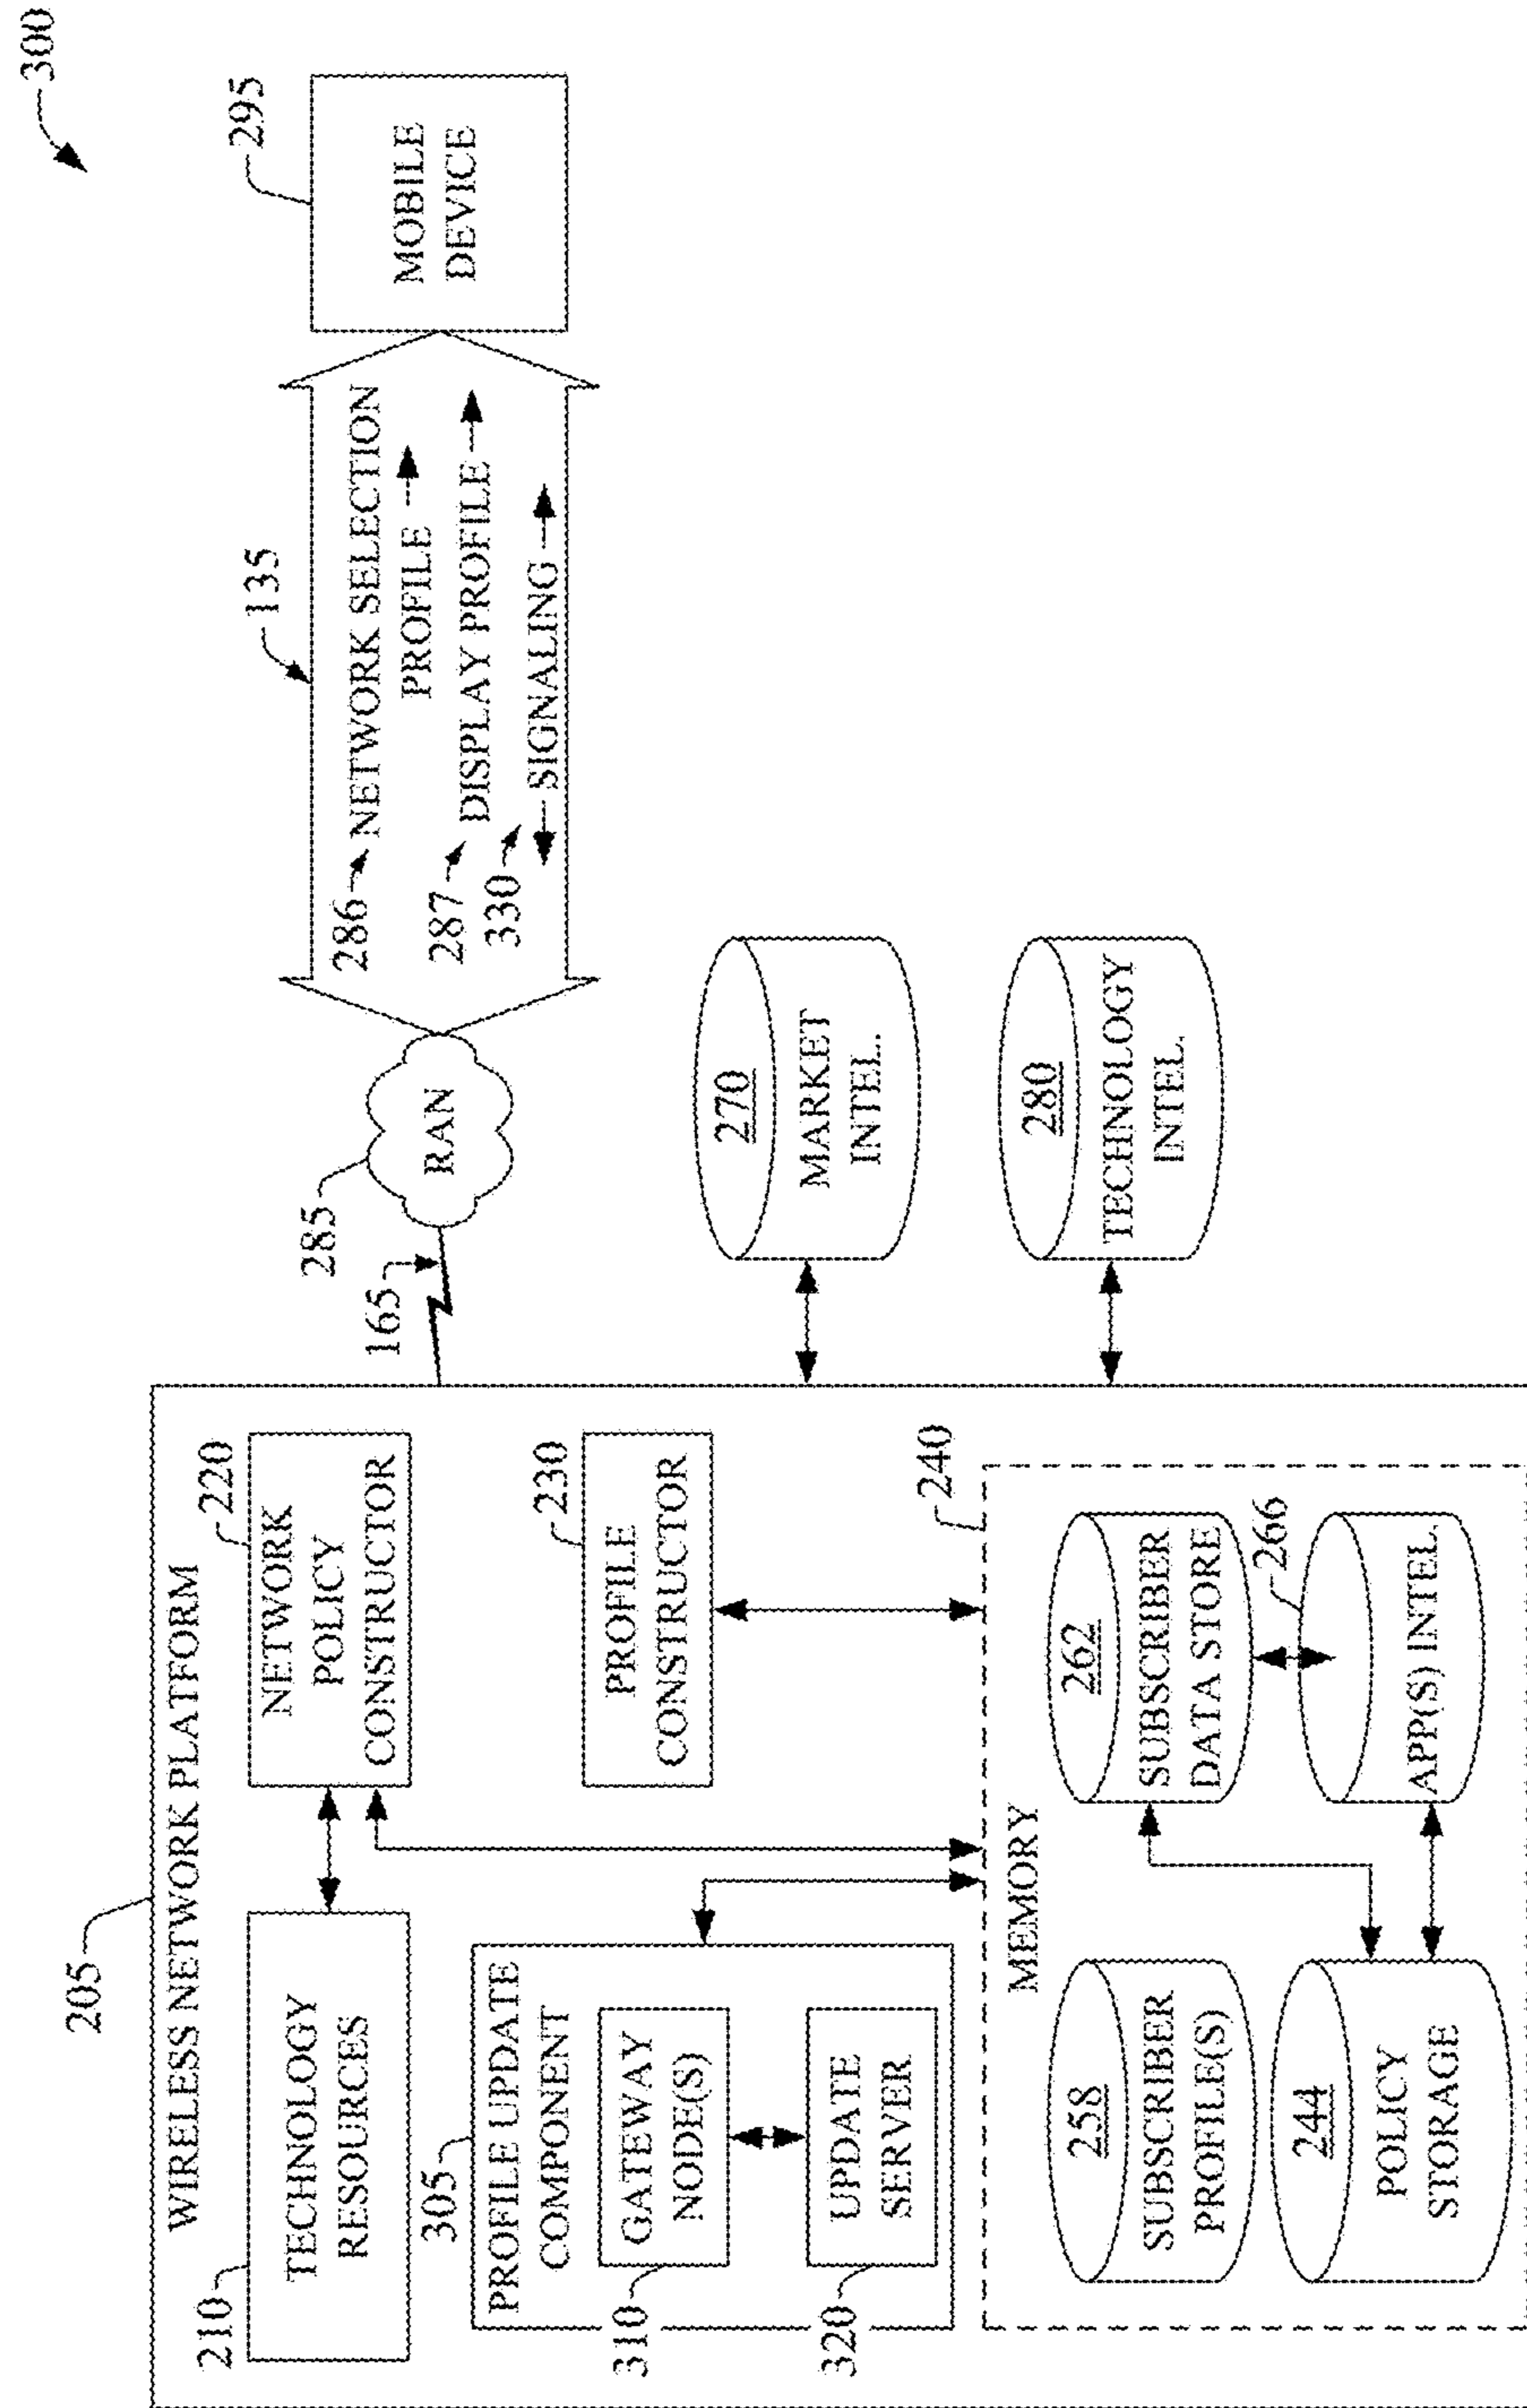 300
205
WIRELESS NETWORK PLATFORM
210
TECHNOLOGY
RESOURCES
220
NETWORK
POLICY
CONSTRUCTOR
305
PROFILE UPDATE
COMPONENT
310
GATEWAY
NODE(S)
320
UPDATE
SERVER
230
PROFILE
CONSTRUCTOR
240
MEMORY
258
SUBSCRIBER
PROFILE(S)
262
SUBSCRIBER
DATA STORE
266
244
POLICY
STORAGE
APP(S) INTEL.
165
285
RAN
135
286
NETWORK SELECTION
PROFILE
287
DISPLAY PROFILE
330
SIGNALING
295
MOBILE
DEVICE
270
MARKET
INTEL.
280
TECHNOLOGY
INTEL.